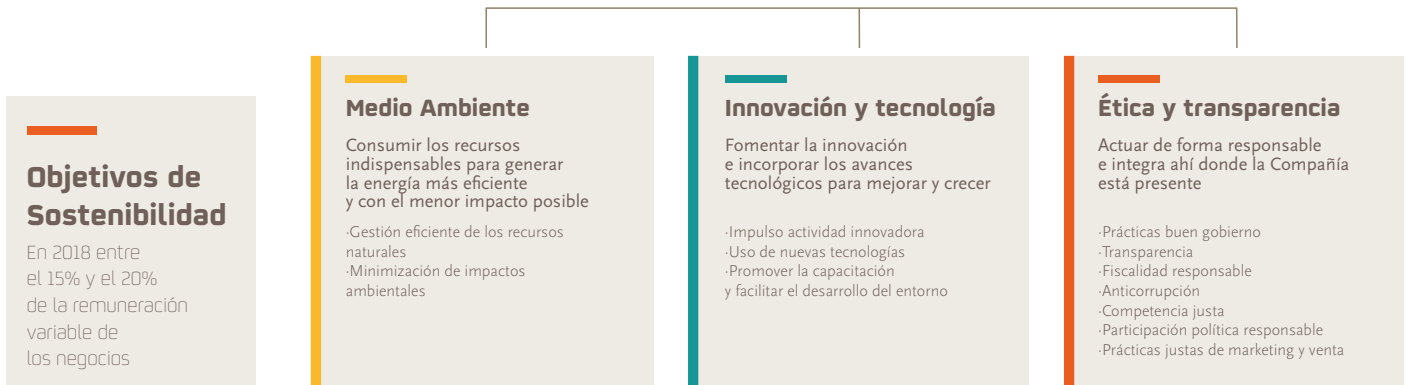 Objetivos de
Sostenibilidad
En 2018 entre
el 15% y el 20%
de la remuneración
variable de
los negocios
Medio Ambiente
Consumir los recursos
indispensables para generar
la energía más eficiente
y con el menor impacto posible
·Gestión eficiente de los recursos
naturales
·Minimización de impactos
ambientales
Innovación y tecnología
Fomentar la innovación
e incorporar los avances
tecnológicos para mejorar y crecer
·Impulso actividad innovadora
·Uso de nuevas tecnologías
·Promover la capacitación
y facilitar el desarrollo del entorno
Ética y transparencia
Actuar de forma responsable
e integra ahí donde la Compañía
está presente
·Prácticas buen gobierno
·Transparencia
·Fiscalidad responsable
·Anticorrupción
·Competencia justa
·Participación política responsable
·Prácticas justas de marketing y venta